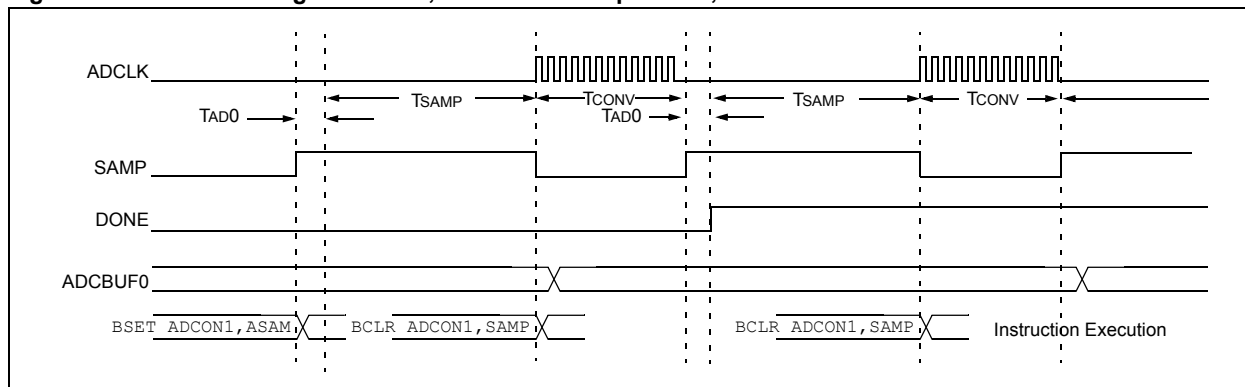 ADCLK
TSAMP
TCONV
TSAMP
TCONV
TAD0
TAD0
SAMP
DONE
ADCBUF0
BSET ADCON1,ASAM
BCLR ADCON1,SAMP
BCLR ADCON1,SAMP
Instruction Execution